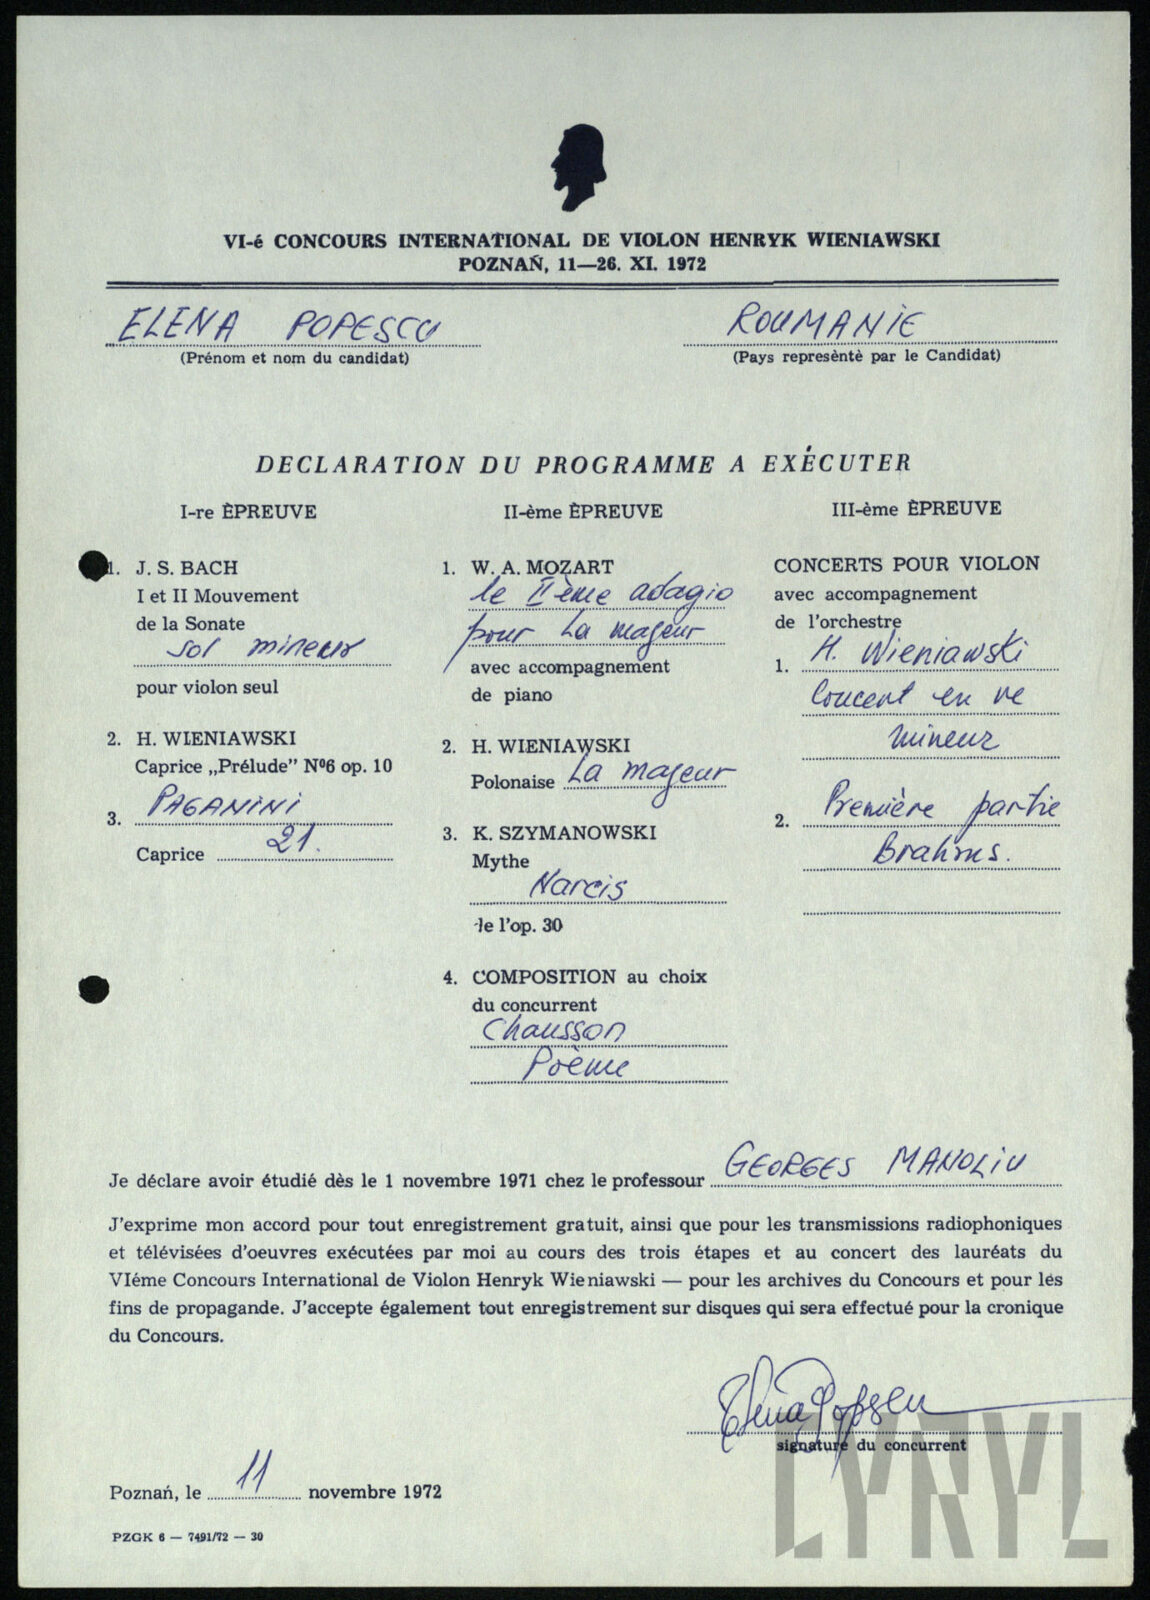 VI-é CONCOURS INTERNATIONAL DE VIOLON HENRYK WIENIAWSKI
POZNAŃ, 11—26. XI. 1972
ELENA POPESCU
(Prénom et nom du candidat)
ROUMANIE
(Pays représènté par le Candidat)
DECLARATION DU PROGRAMME A EXÉCUTER
I-re ÈPREUVE
1. J. S. BACH
I et II Mouvement
de la Sonate
sol mineur
pour violon seul
2. H. WIENIAWSKI
Caprice „Prélude" Nº6 op. 10
3. PAGANINI
Caprice 21.
II-ème ÈPREUVE
1. W. A. MOZART
le IIème adagio
pour La majeur
avec accompagnement
de piano
2. H. WIENIAWSKI
Polonaise La majeur
3. K. SZYMANOWSKI
Mythe
Narcis
de l'op. 30
4. COMPOSITION au choix
du concurrent
Chausson
Poème
III-ème ÈPREUVE
CONCERTS POUR VIOLON
avec accompagnement
de l'orchestre
1. H. Wieniawski
Concert en re
mineur
2. Première partie
Brahms.
Je déclare avoir étudié dès le 1 novembre 1971 chez le professour GEORGES MANOLIU
J'exprime mon accord pour tout enregistrement gratuit, ainsi que pour les transmissions radiophoniques
et télévisées d'oeuvres exécutées par moi au cours des trois étapes et au concert des lauréats du
VIéme Concours International de Violon Henryk Wieniawski — pour les archives du Concours et pour lés
fins de propagande. J'accepte également tout enregistrement sur disques qui sera effectué pour la cronique
du Concours.
Elena Popescu
signature du concurrent
Poznań, le 11 novembre 1972
PZGK 6 — 7491/72 — 30
LYNYL